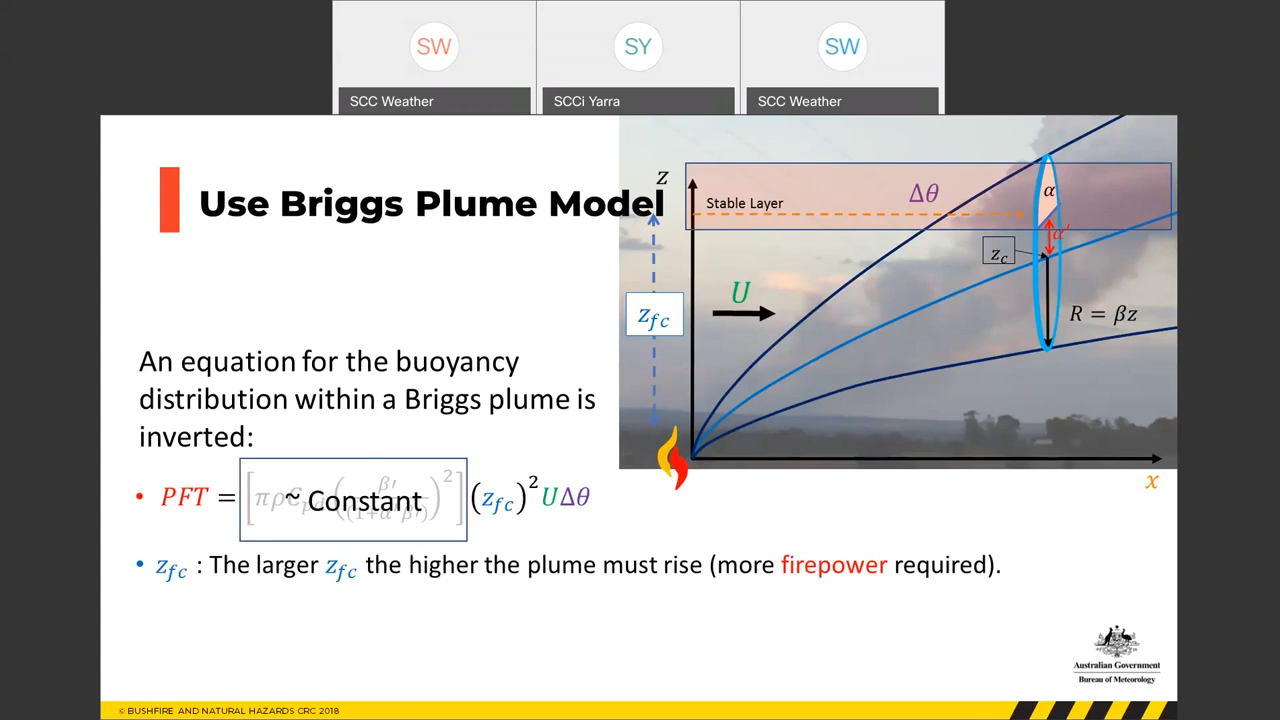 SW
SY
SW
SCC Weather
SCCi Yarra
SCC Weather
Use Briggs Plume Model
z
Stable Layer
Δθ
α
α′
z_c
U
z_fc
R = βz
x
An equation for the buoyancy
distribution within a Briggs plume is
inverted:
• PFT = [πρC ~ Constant (β′/(1+α′β′))²] (z_fc)² UΔθ
• z_fc : The larger z_fc the higher the plume must rise (more firepower required).
Australian Government
Bureau of Meteorology
© BUSHFIRE AND NATURAL HAZARDS CRC 2018